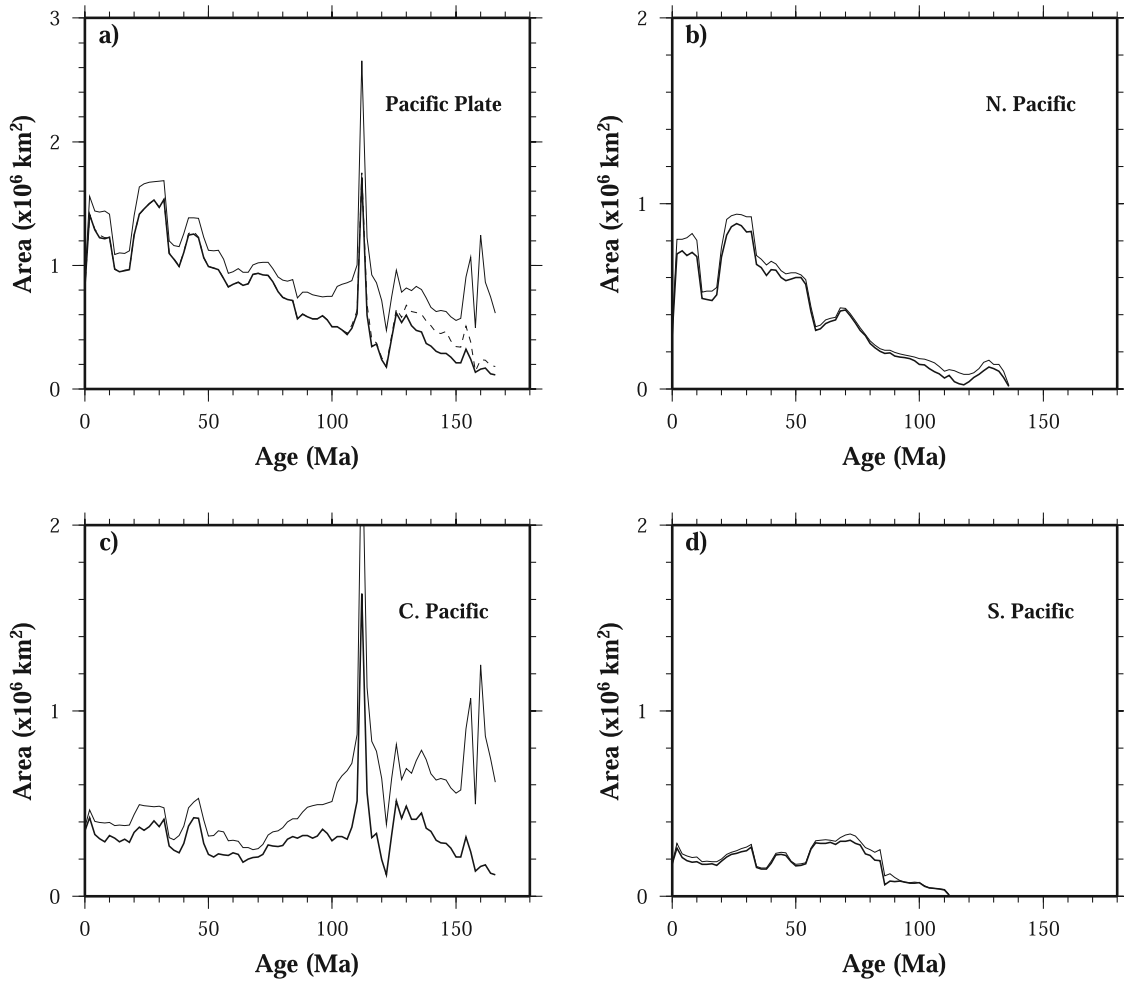 a)
Pacific Plate
3
2
1
0
Area (x10⁶ km²)
0 50 100 150
Age (Ma)
b)
N. Pacific
2
1
0
Area (x10⁶ km²)
0 50 100 150
Age (Ma)
c)
C. Pacific
2
1
0
Area (x10⁶ km²)
0 50 100 150
Age (Ma)
d)
S. Pacific
2
1
0
Area (x10⁶ km²)
0 50 100 150
Age (Ma)